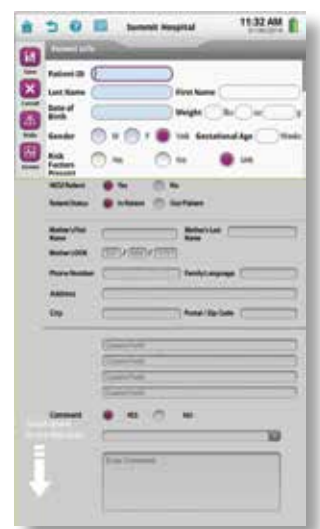 Summit Hospital 11:32 AM
Patient Info
Save
Patient ID
Cancel
Last Name First Name
Date of Birth Weight lbs oz g
Gender M F Unk Gestational Age Weeks
Risk Factors Present Yes No Unk
NICU Patient Yes No
Patient Status In Patient Out Patient
Mother's First Name Mother's Last Name
Mother's DOB
Phone Number Family Language
Address
City Postal / Zip Code
Custom Field
Custom Field
Custom Field
Custom Field
Comment YES NO
Enter Comment